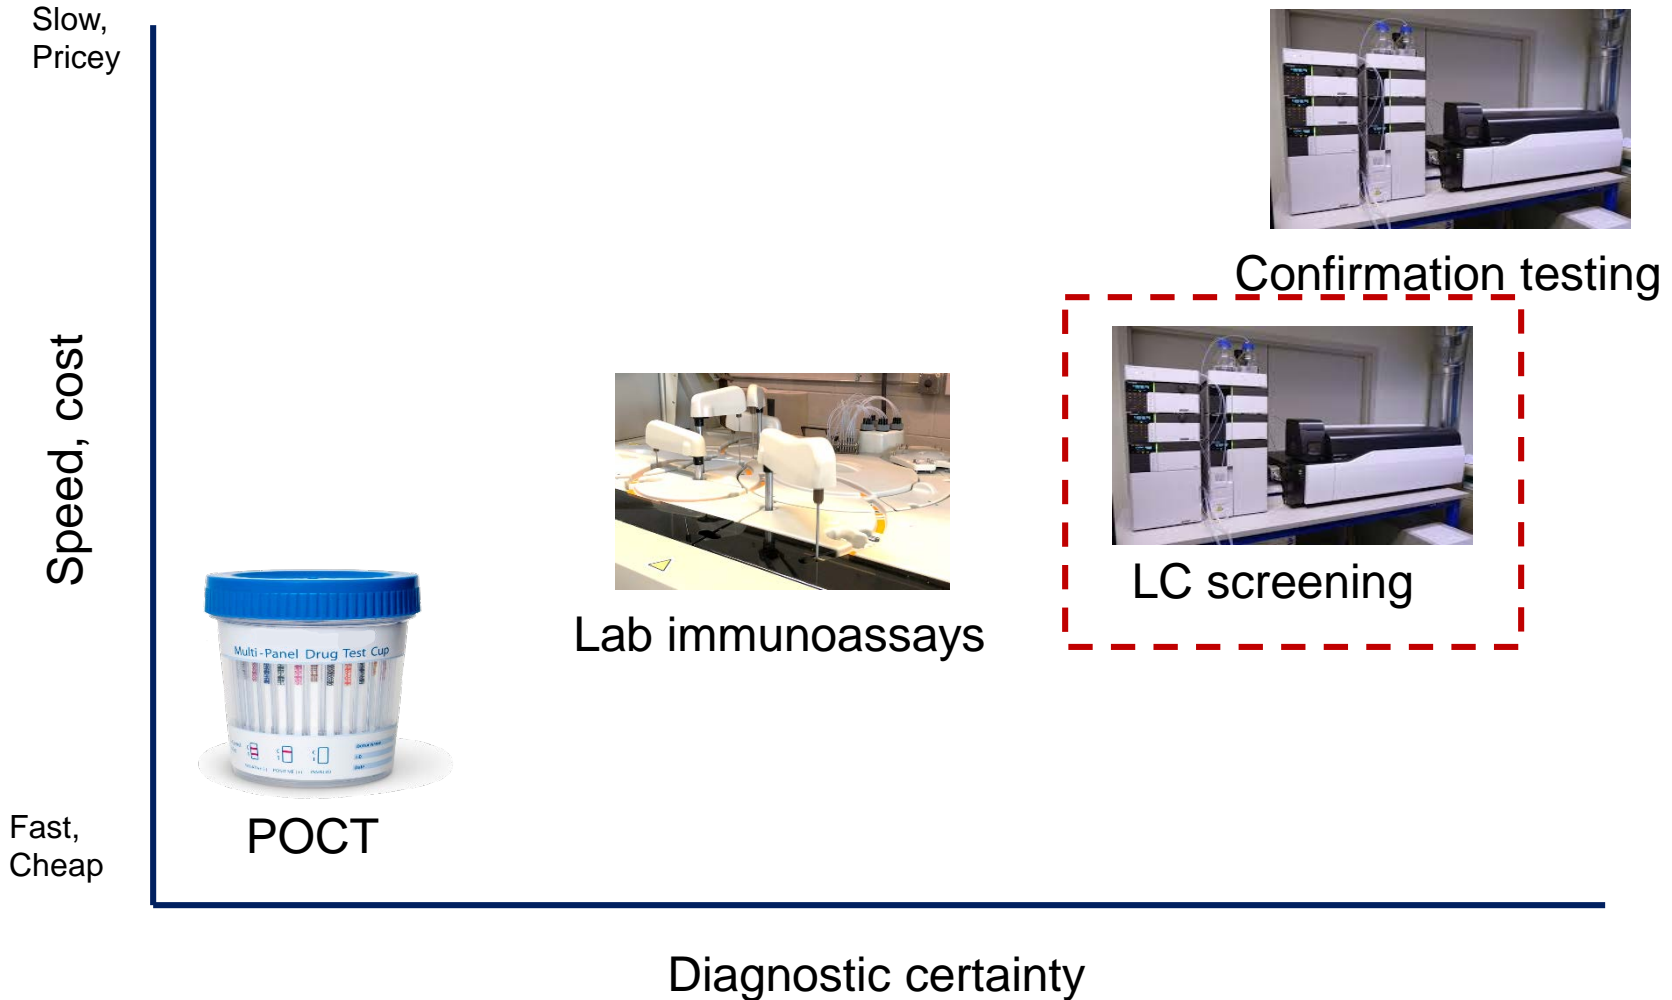 Slow,
Pricey
Confirmation testing
Speed, cost
LC screening
Lab immunoassays
Multi-Panel Drug Test Cup
POCT
Fast,
Cheap
Diagnostic certainty